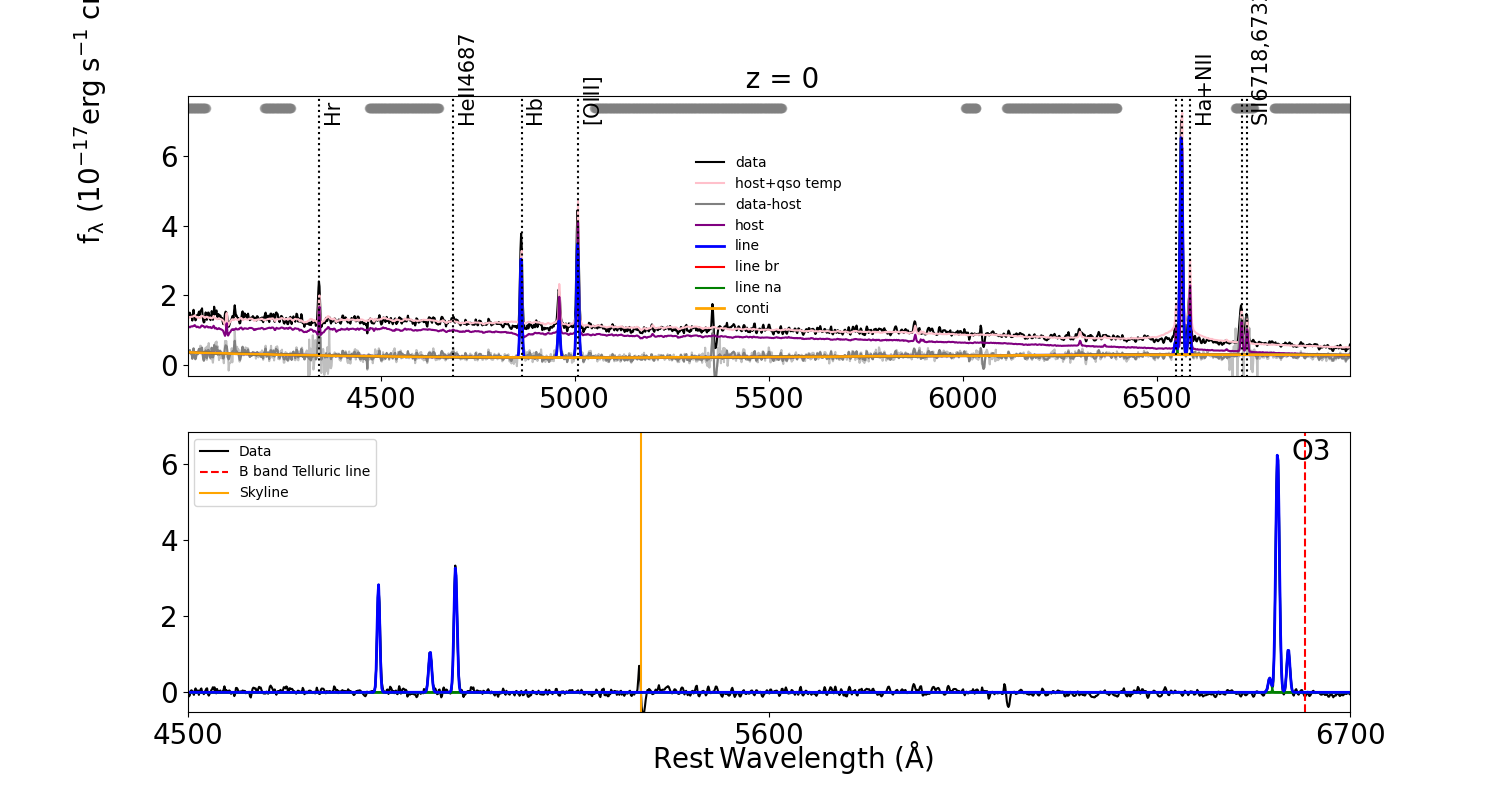 z = 0
fλ (10−17erg s−1 c
Hr
HeII4687
Hb
[OIII]
Ha+NII
SII6718,673
6
4
2
0
data
host+qso temp
data-host
host
line
line br
line na
conti
4500 5000 5500 6000 6500
Data
B band Telluric line
Skyline
O3
6
4
2
0
4500 5600 6700
Rest Wavelength (Å)